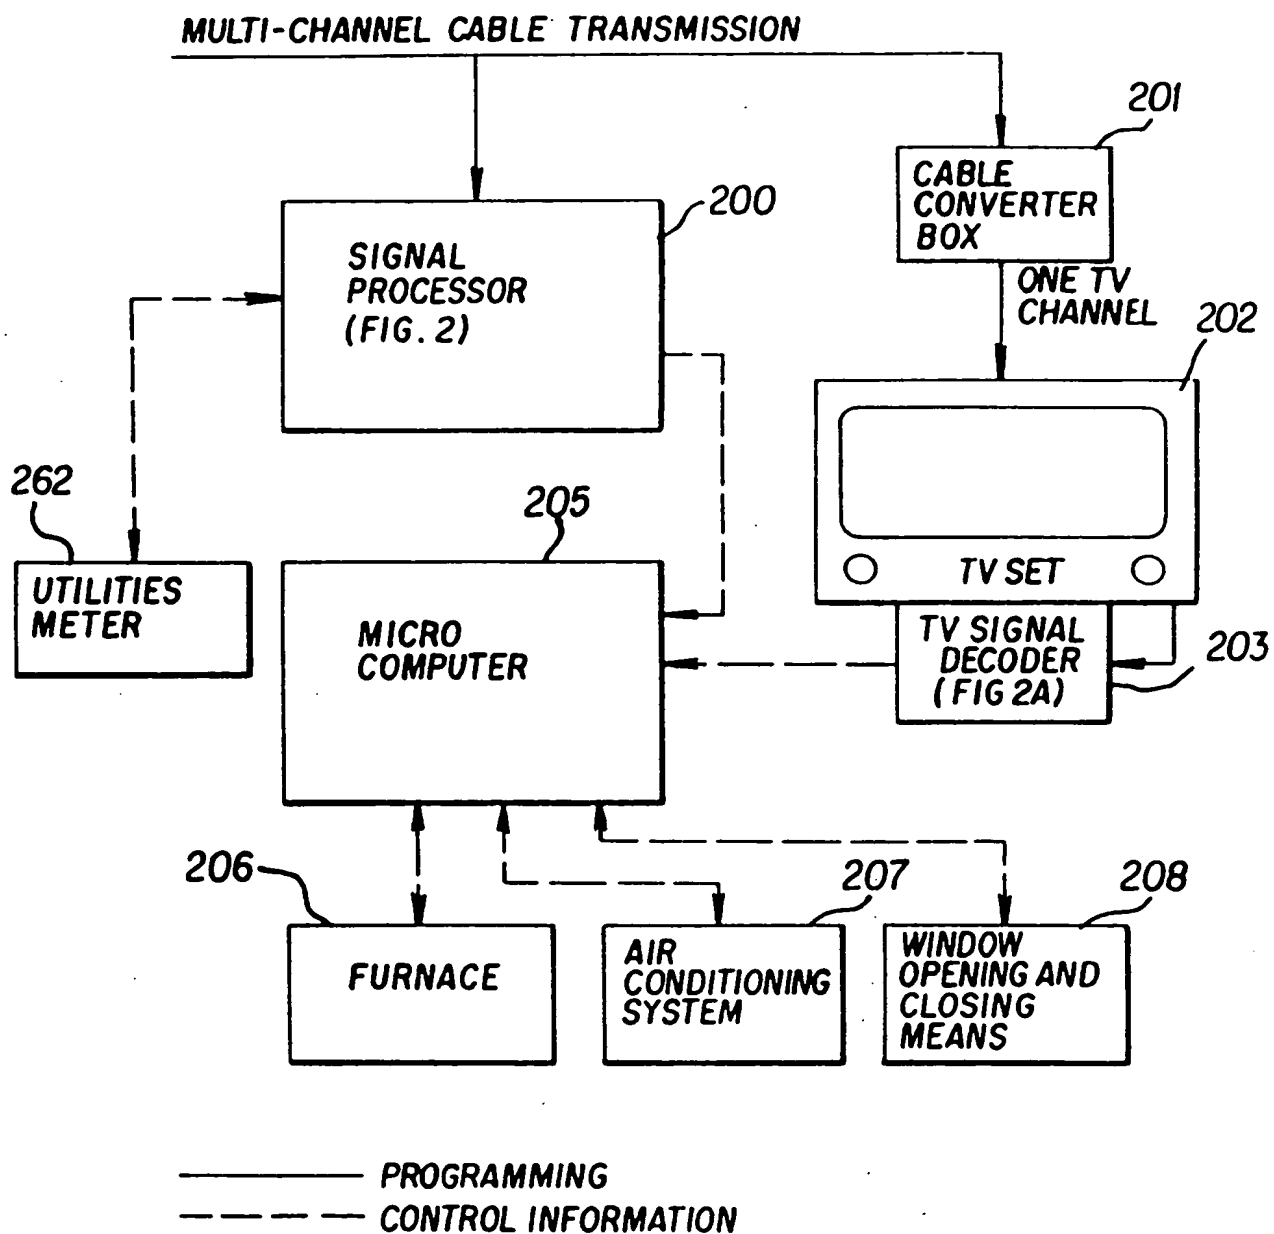 MULTI-CHANNEL CABLE TRANSMISSION
201
CABLE
CONVERTER
BOX
200
SIGNAL
PROCESSOR
(FIG. 2)
ONE TV
CHANNEL
202
262
UTILITIES
METER
205
MICRO
COMPUTER
TV SET
TV SIGNAL
DECODER
(FIG 2A)
203
206
FURNACE
207
AIR
CONDITIONING
SYSTEM
208
WINDOW
OPENING AND
CLOSING
MEANS
PROGRAMMING
CONTROL INFORMATION